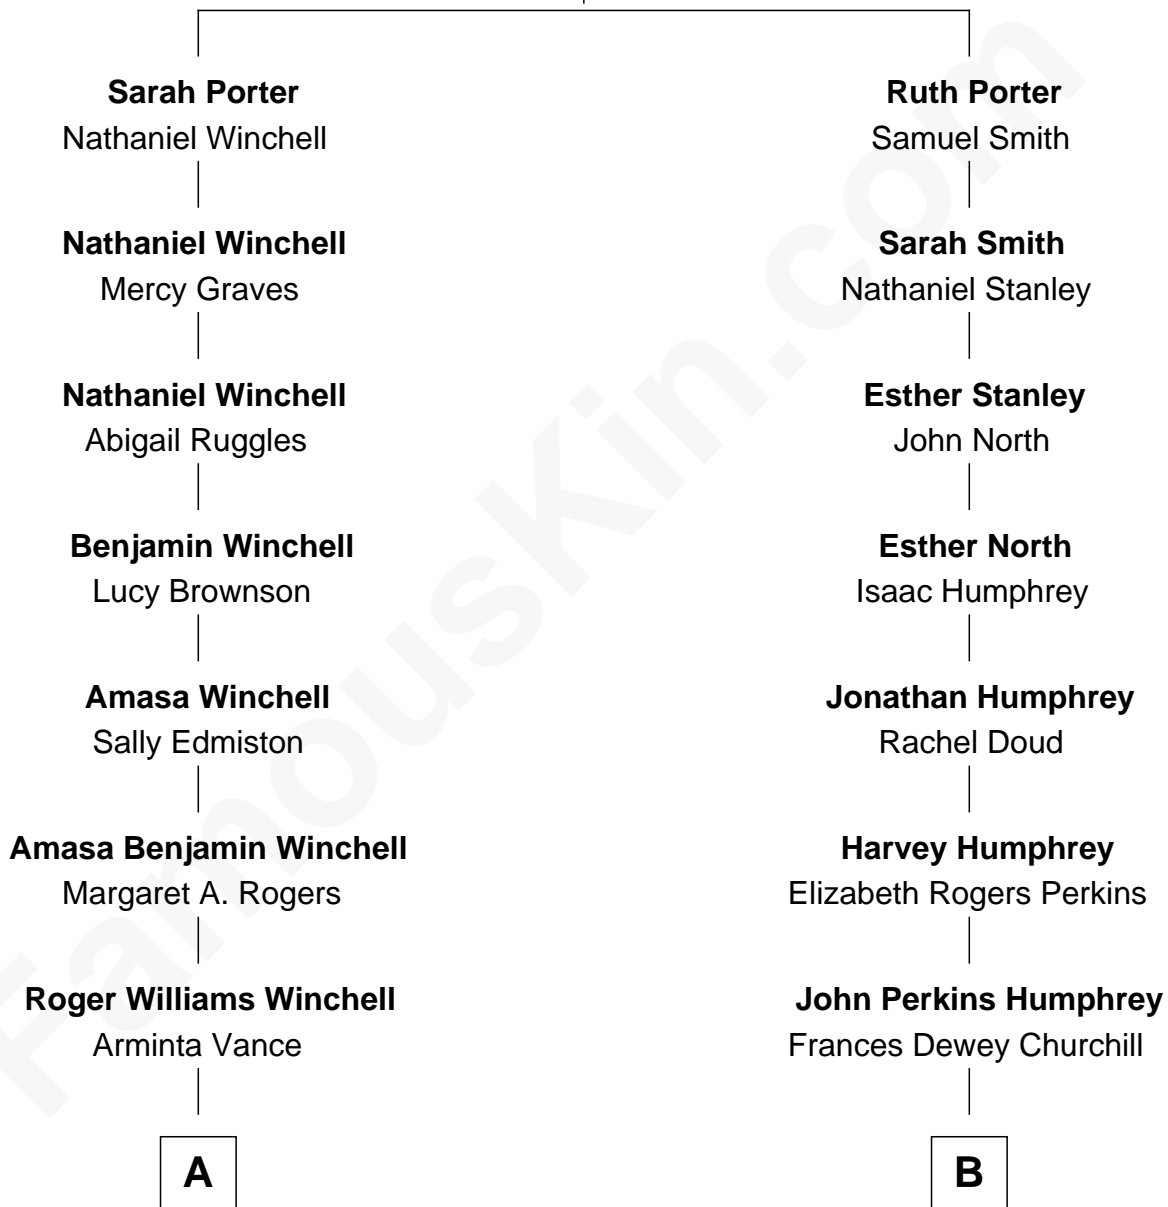 Sarah Porter
Nathaniel Winchell
Ruth Porter
Samuel Smith
Nathaniel Winchell
Mercy Graves
Sarah Smith
Nathaniel Stanley
Nathaniel Winchell
Abigail Ruggles
Esther Stanley
John North
Benjamin Winchell
Lucy Brownson
Esther North
Isaac Humphrey
Amasa Winchell
Sally Edmiston
Jonathan Humphrey
Rachel Doud
Amasa Benjamin Winchell
Margaret A. Rogers
Harvey Humphrey
Elizabeth Rogers Perkins
Roger Williams Winchell
Arminta Vance
John Perkins Humphrey
Frances Dewey Churchill
A
B
FamousKin.com